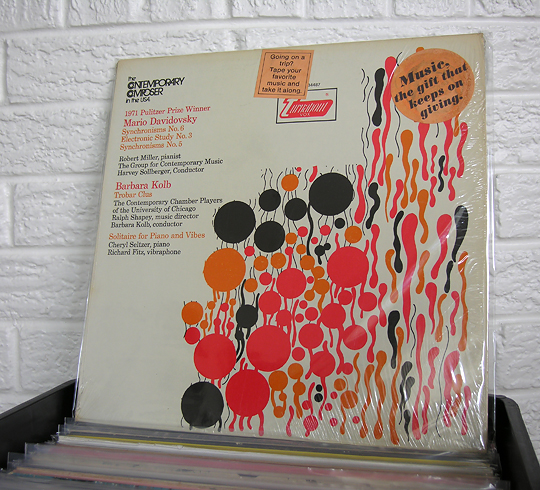 the
CONTEMPORARY
COMPOSER
in the USA
1971 Pulitzer Prize Winner
Mario Davidovsky
Synchronisms No. 6
Electronic Study No. 3
Synchronisms No. 5
Robert Miller, pianist
The Group for Contemporary Music
Harvey Sollberger, Conductor
Barbara Kolb
Trobar Clus
The Contemporary Chamber Players
of the University of Chicago
Ralph Shapey, music director
Barbara Kolb, conductor
Solitaire for Piano and Vibes
Cheryl Seltzer, piano
Richard Fitz, vibraphone
Going on a
trip?
Tape your
favorite
music and
take it along.
Turnabout
VOX
Music,
the gift that
keeps on
giving.